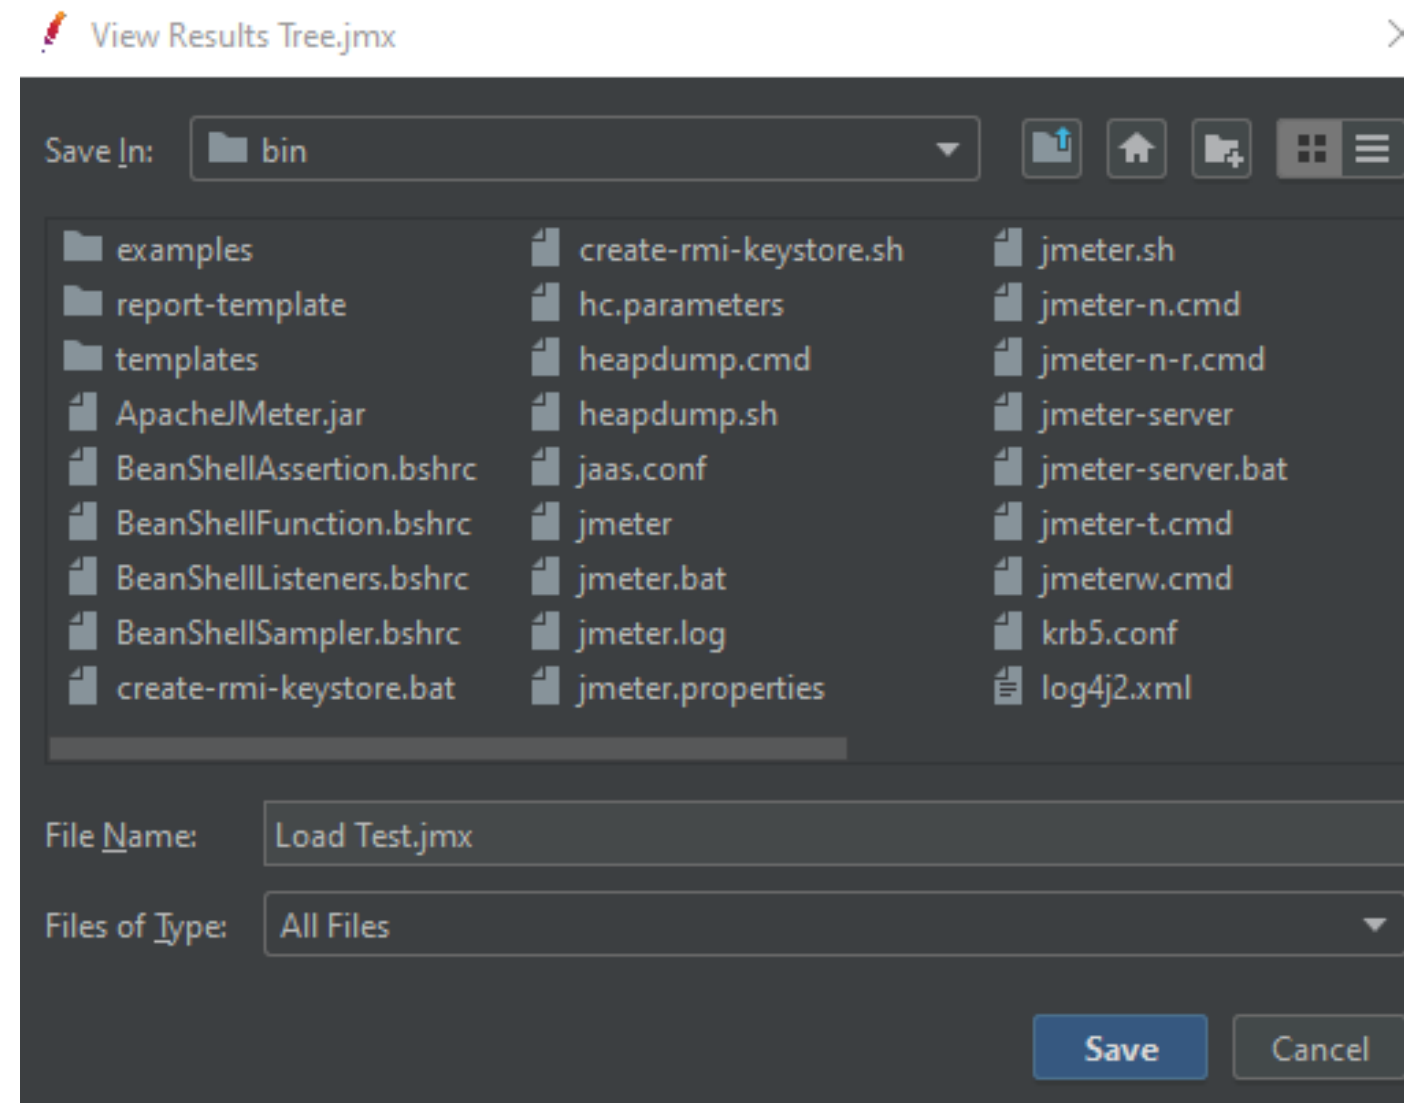 View Results Tree.jmx
Save In:
bin
examples
report-template
templates
ApacheJMeter.jar
BeanShellAssertion.bshrc
BeanShellFunction.bshrc
BeanShellListeners.bshrc
BeanShellSampler.bshrc
create-rmi-keystore.bat
create-rmi-keystore.sh
hc.parameters
heapdump.cmd
heapdump.sh
jaas.conf
jmeter
jmeter.bat
jmeter.log
jmeter.properties
jmeter.sh
jmeter-n.cmd
jmeter-n-r.cmd
jmeter-server
jmeter-server.bat
jmeter-t.cmd
jmeterw.cmd
krb5.conf
log4j2.xml
File Name:
Load Test.jmx
Files of Type:
All Files
Save
Cancel